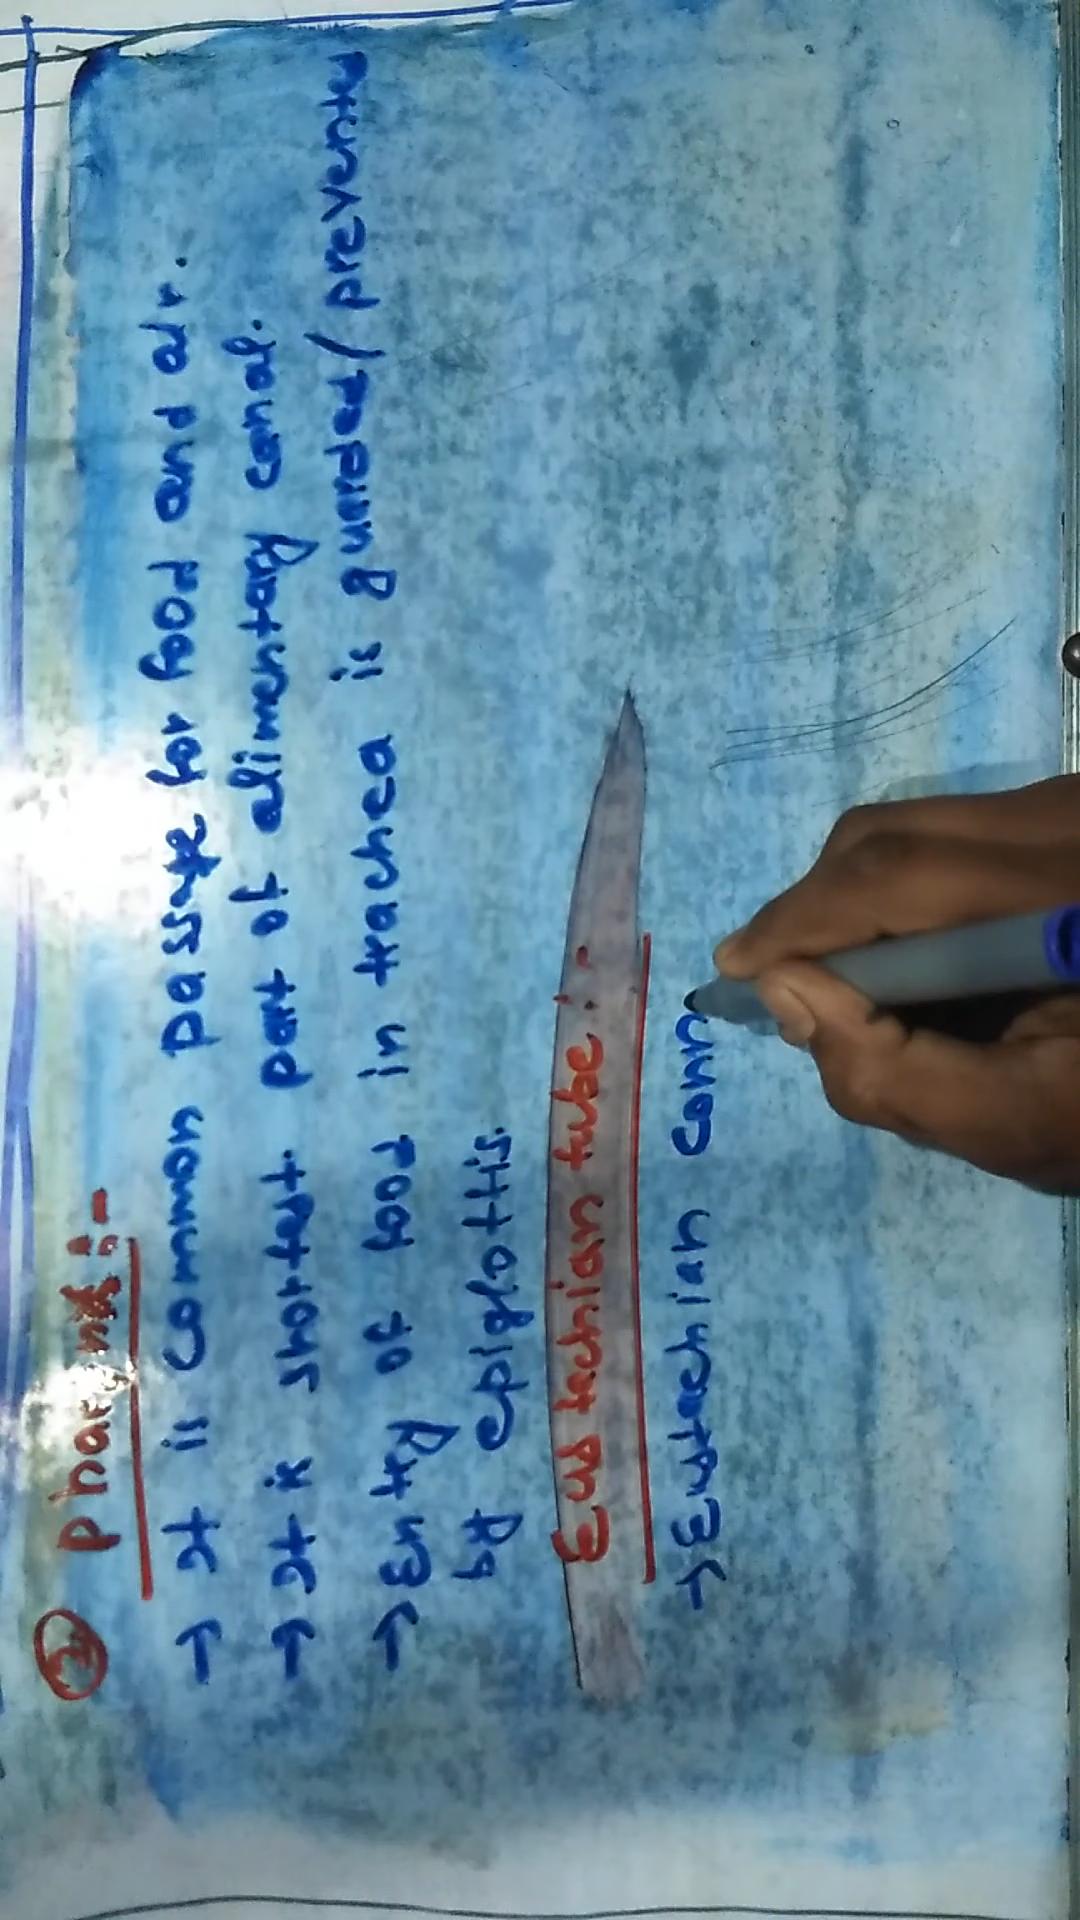 ② Pharynx :-
→ It is common passage for food and air.
→ It is shortest part of alimentary canal.
→ Entry of food in trachea is guarded/prevented
by epiglottis.
Eustachian tube :-
→ Eustachian conn